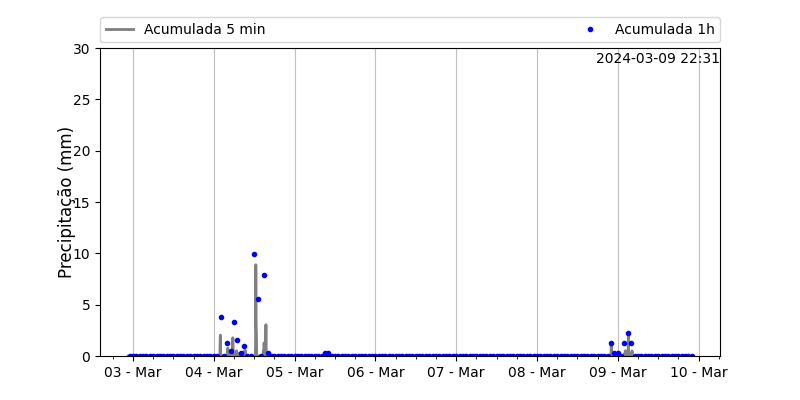 Acumulada 5 min
Acumulada 1h
2024-03-09 22:31
Precipitação (mm)
30
25
20
15
10
5
0
03 - Mar
04 - Mar
05 - Mar
06 - Mar
07 - Mar
08 - Mar
09 - Mar
10 - Mar